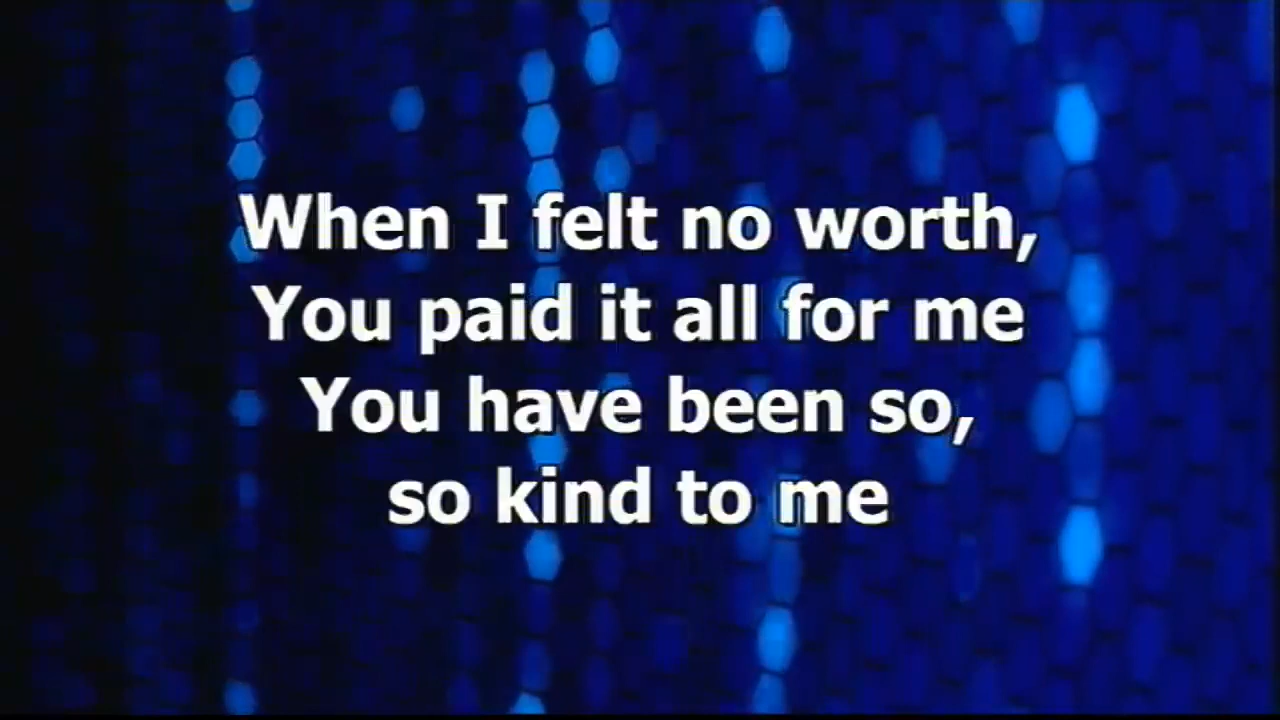 When I felt no worth,
You paid it all for me
You have been so,
so kind to me